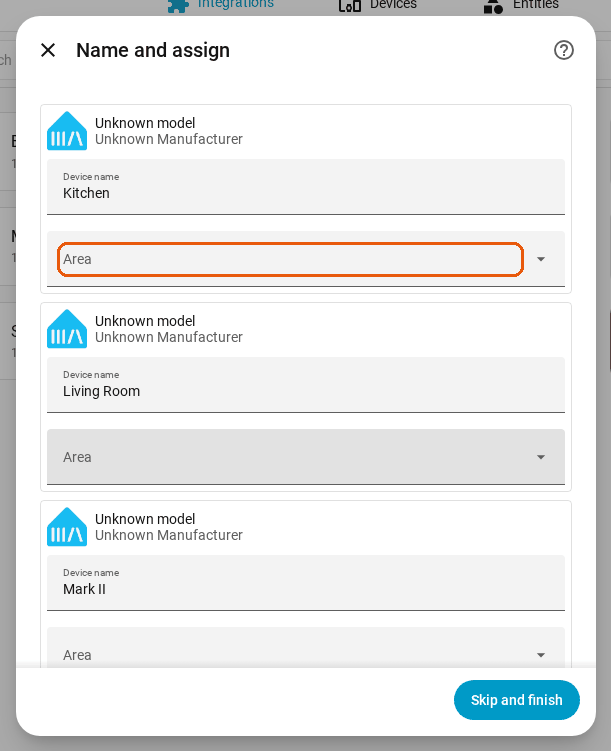 Integrations
Devices
Entities
Name and assign
Unknown model
Unknown Manufacturer
Device name
Kitchen
Area
Unknown model
Unknown Manufacturer
Device name
Living Room
Area
Unknown model
Unknown Manufacturer
Device name
Mark II
Area
Skip and finish